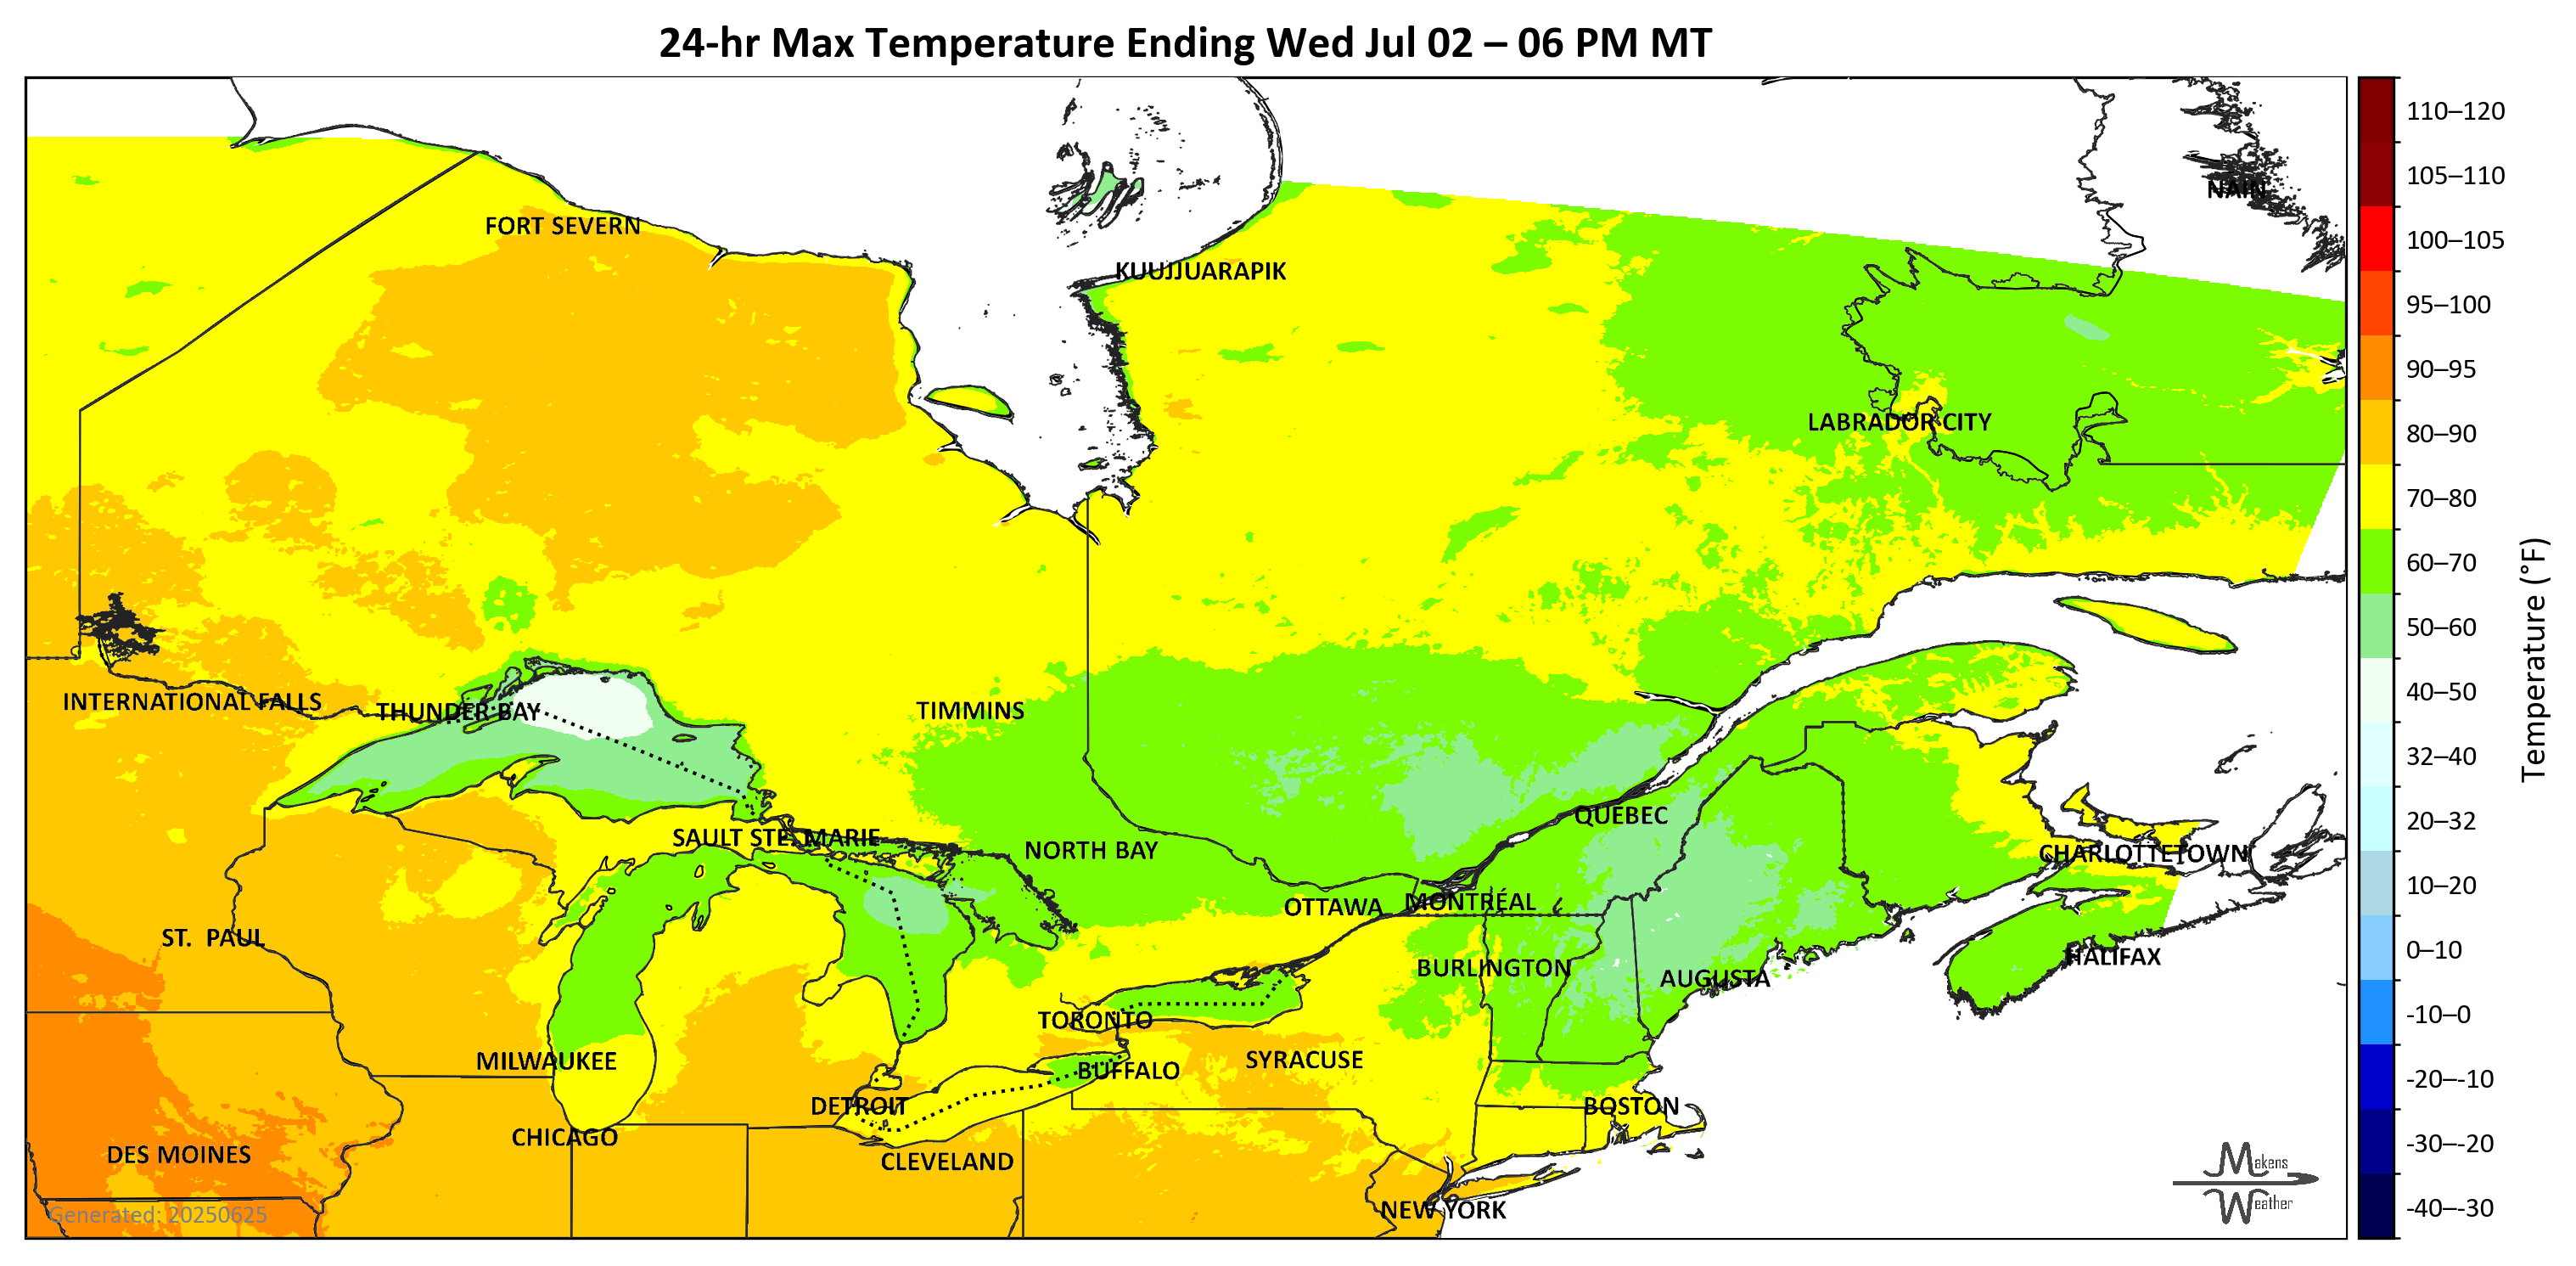 24-hr Max Temperature Ending Wed Jul 02 – 06 PM MT
NAIN
FORT SEVERN
KUUJJUARAPIK
LABRADOR CITY
INTERNATIONAL FALLS
THUNDER BAY
TIMMINS
SAULT STE. MARIE
NORTH BAY
QUEBEC
CHARLOTTETOWN
OTTAWA
MONTRÉAL
ST. PAUL
BURLINGTON
AUGUSTA
HALIFAX
TORONTO
MILWAUKEE
BUFFALO
SYRACUSE
DETROIT
BOSTON
CHICAGO
DES MOINES
CLEVELAND
NEW YORK
Generated: 20250625
Makens
Weather
110–120
105–110
100–105
95–100
90–95
80–90
70–80
60–70
50–60
40–50
32–40
20–32
10–20
0–10
-10–0
-20–-10
-30–-20
-40–-30
Temperature (°F)